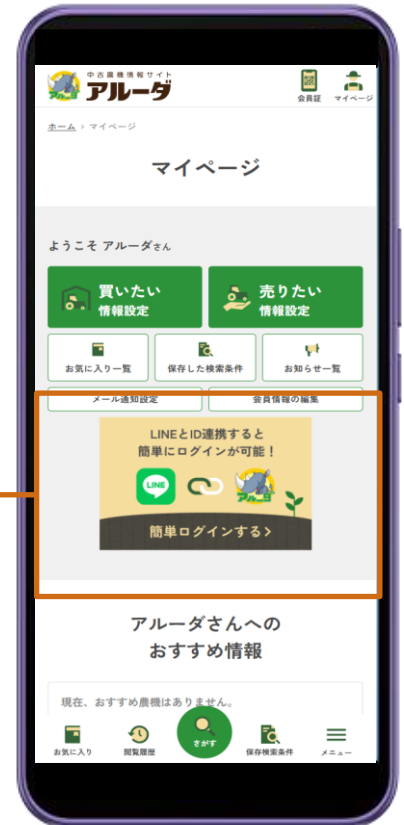 中古農機情報サイト
アルーダ
アルーダ
会員証
マイページ
ホーム > マイページ
マイページ
ようこそ アルーダさん
買いたい
情報設定
売りたい
情報設定
お気に入り一覧
保存した検索条件
お知らせ一覧
メール通知設定
会員情報の編集
LINEとID連携すると
簡単にログインが可能！
LINE
アルーダ
簡単ログインする>
アルーダさんへの
おすすめ情報
現在、おすすめ農機はありません。
お気に入り
閲覧履歴
さがす
保存検索条件
メニュー